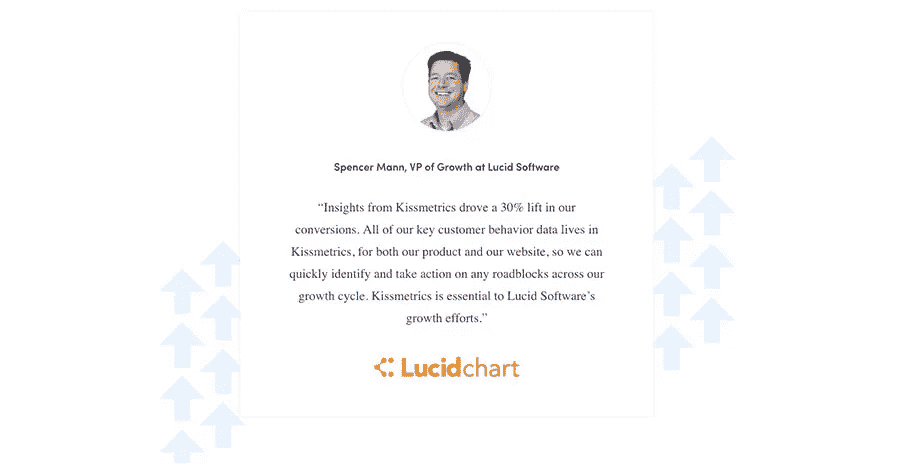 Spencer Mann, VP of Growth at Lucid Software
“Insights from Kissmetrics drove a 30% lift in our
conversions. All of our key customer behavior data lives in
Kissmetrics, for both our product and our website, so we can
quickly identify and take action on any roadblocks across our
growth cycle. Kissmetrics is essential to Lucid Software’s
growth efforts.”
Lucidchart